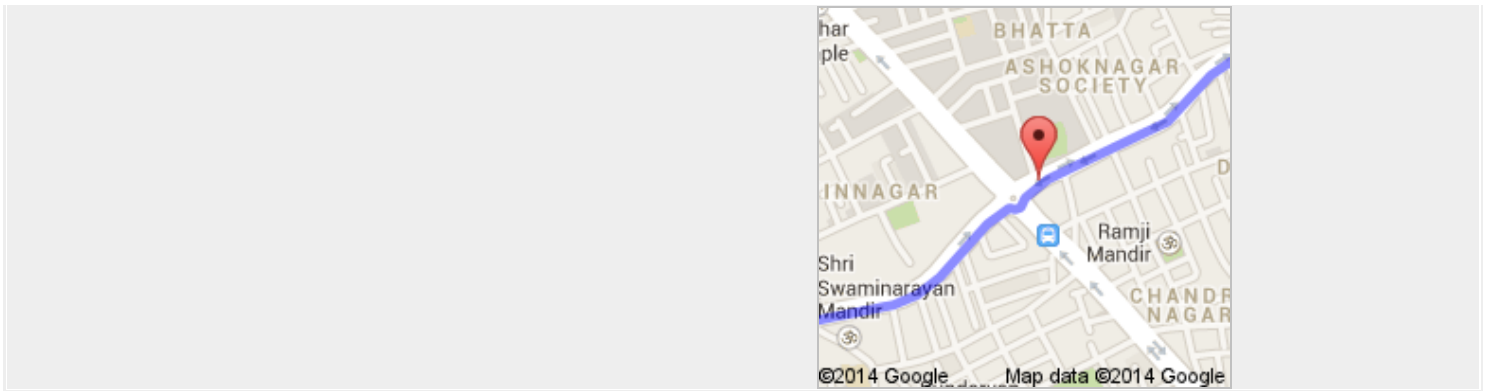 har
ple
BHATTA
ASHOKNAGAR
SOCIETY
INNAGAR
D
Ramji
Mandir
Shri
Swaminarayan
Mandir
CHANDR
NAGAR
©2014 Google
Map data ©2014 Google